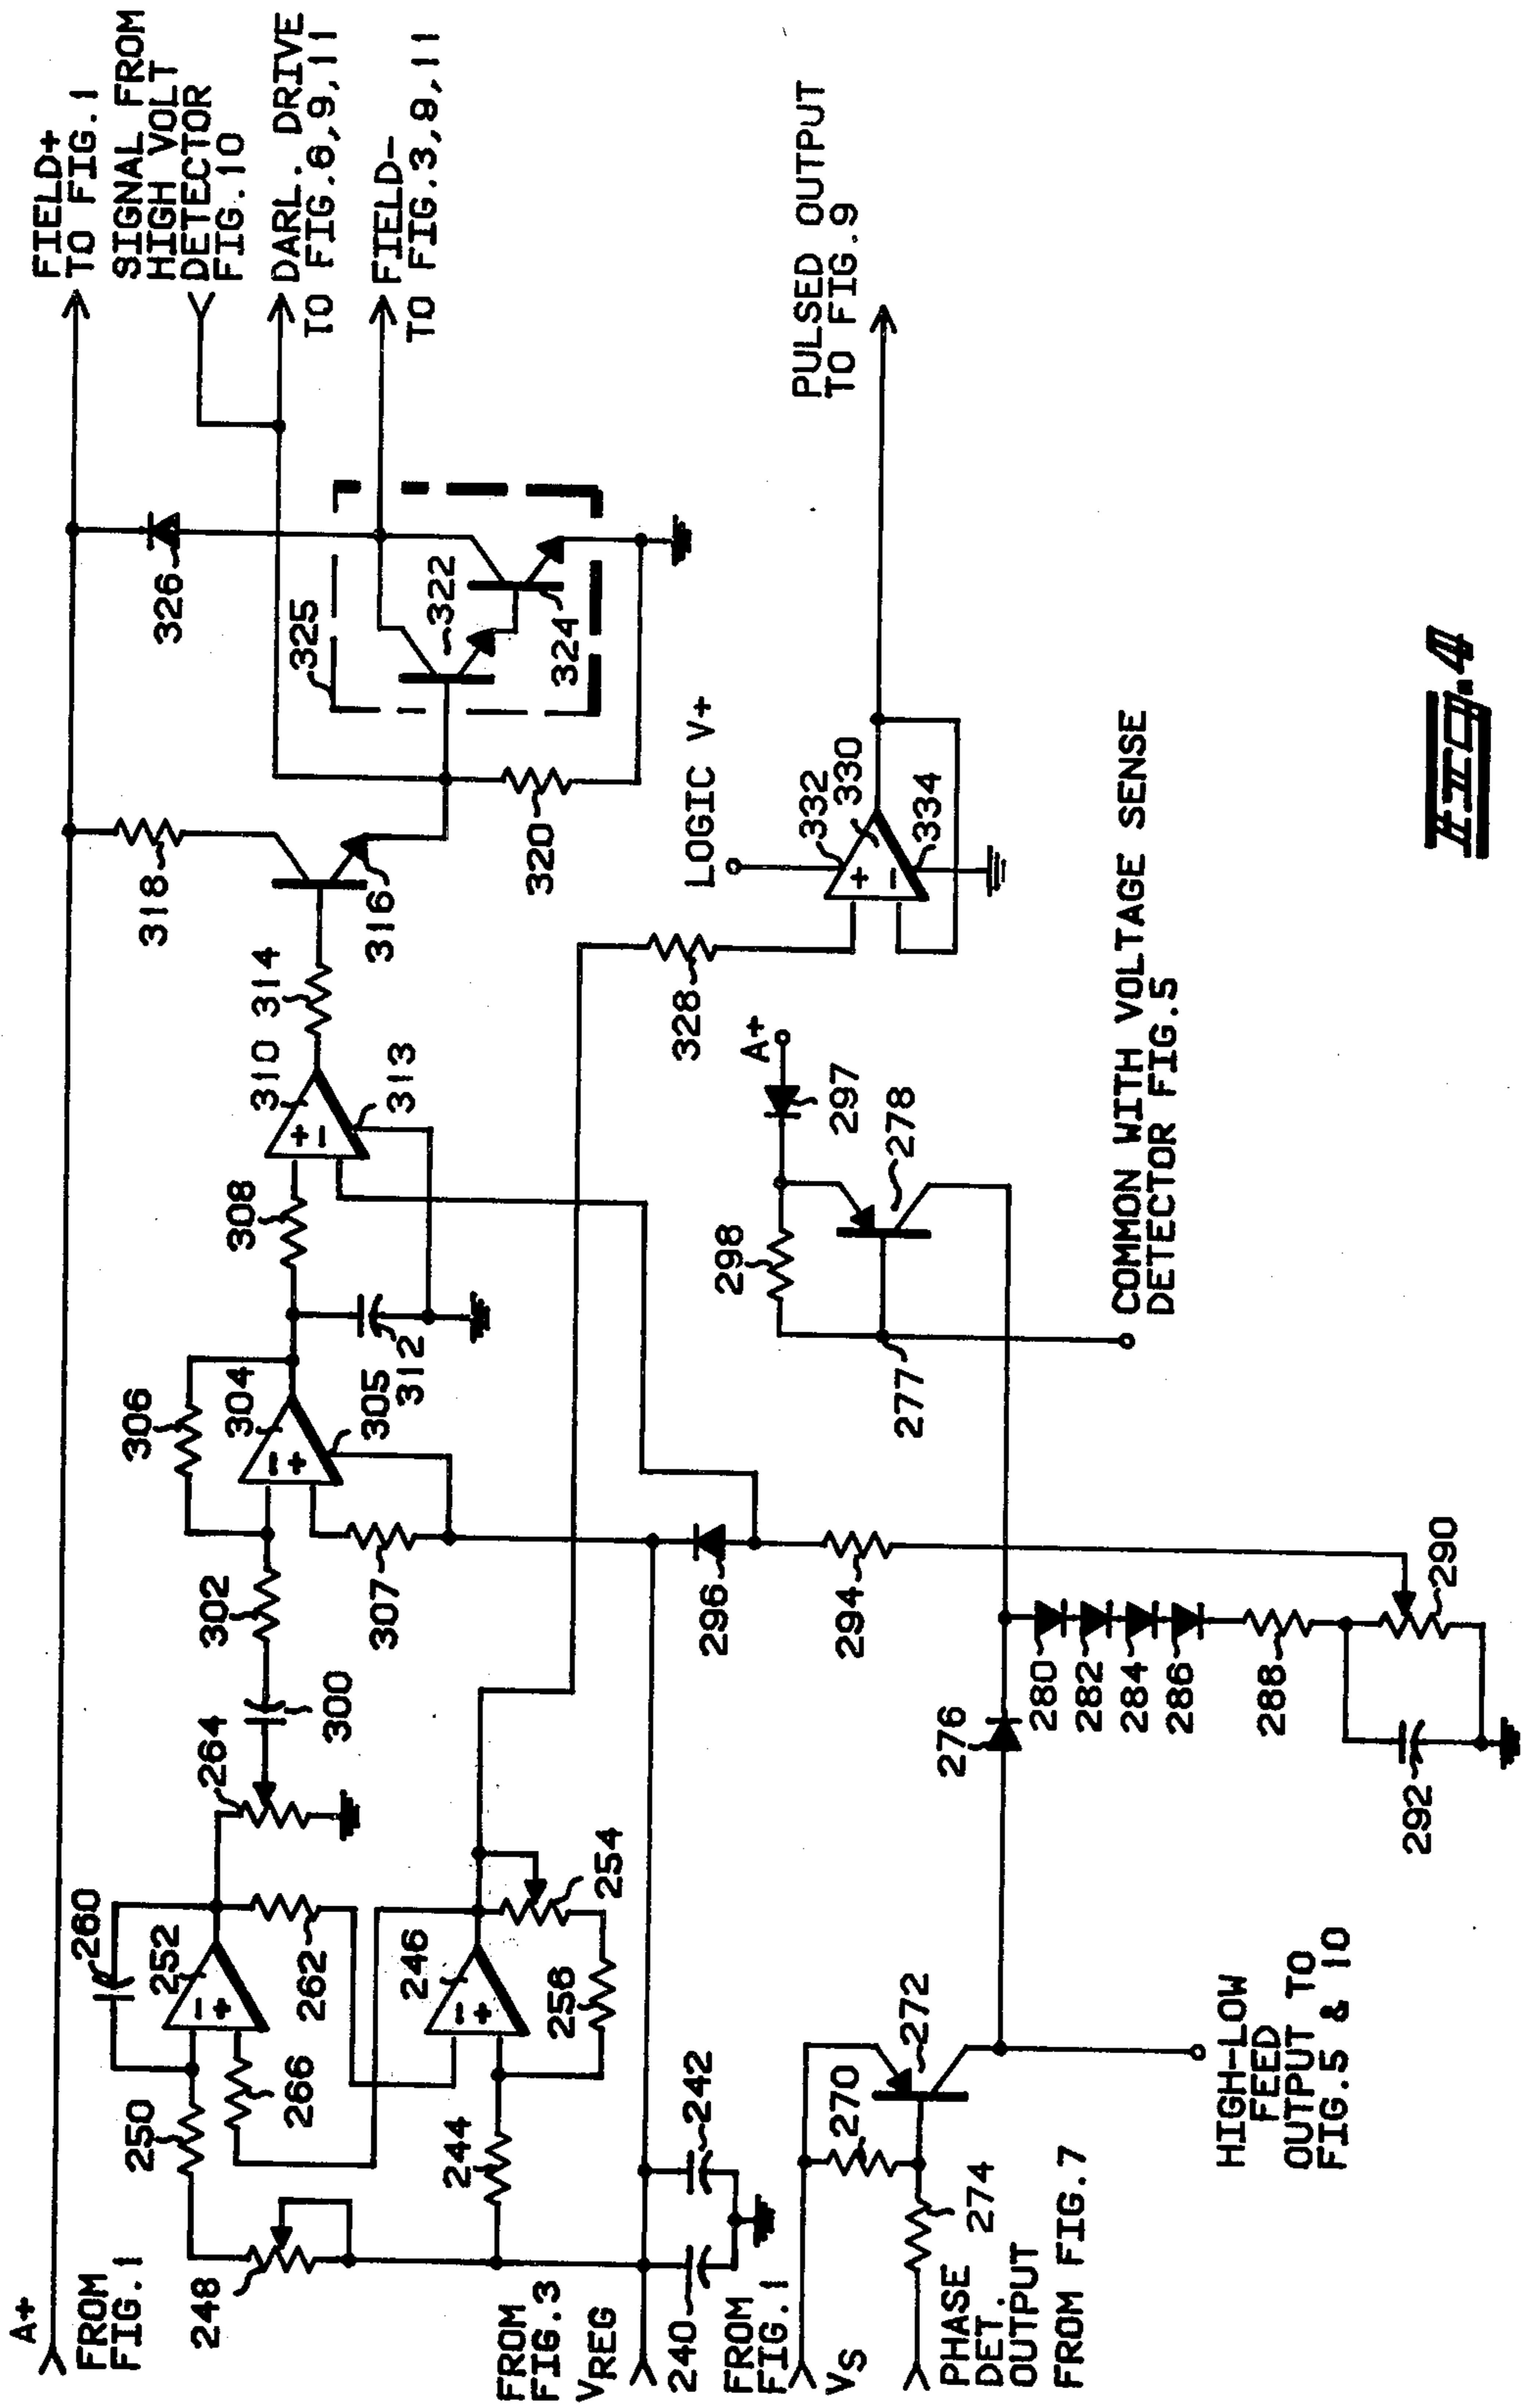 A+
FROM
FIG.1
FIELD+
TO FIG.1
SIGNAL FROM
HIGH VOLT
DETECTOR
FIG.10
DARL. DRIVE
TO FIG.6,9,11
FIELD-
TO FIG.3,9,11
260
252
250
248
266
262
264
300
302
306
304
305
307
308
312
310
313
314
316
318
320
322
324
325
326
FROM
FIG.3
VREG
244
246
254
256
240
242
296
294
328
LOGIC V+
332
330
334
PULSED OUTPUT
TO FIG.9
FROM
FIG.1
VS
270
272
274
PHASE
DET.
OUTPUT
FROM FIG.7
HIGH-LOW
FEED
OUTPUT TO
FIG.5 & 10
276
280
282
284
286
288
290
292
A+
297
298
278
277
COMMON WITH VOLTAGE SENSE
DETECTOR FIG.5
FIG.4